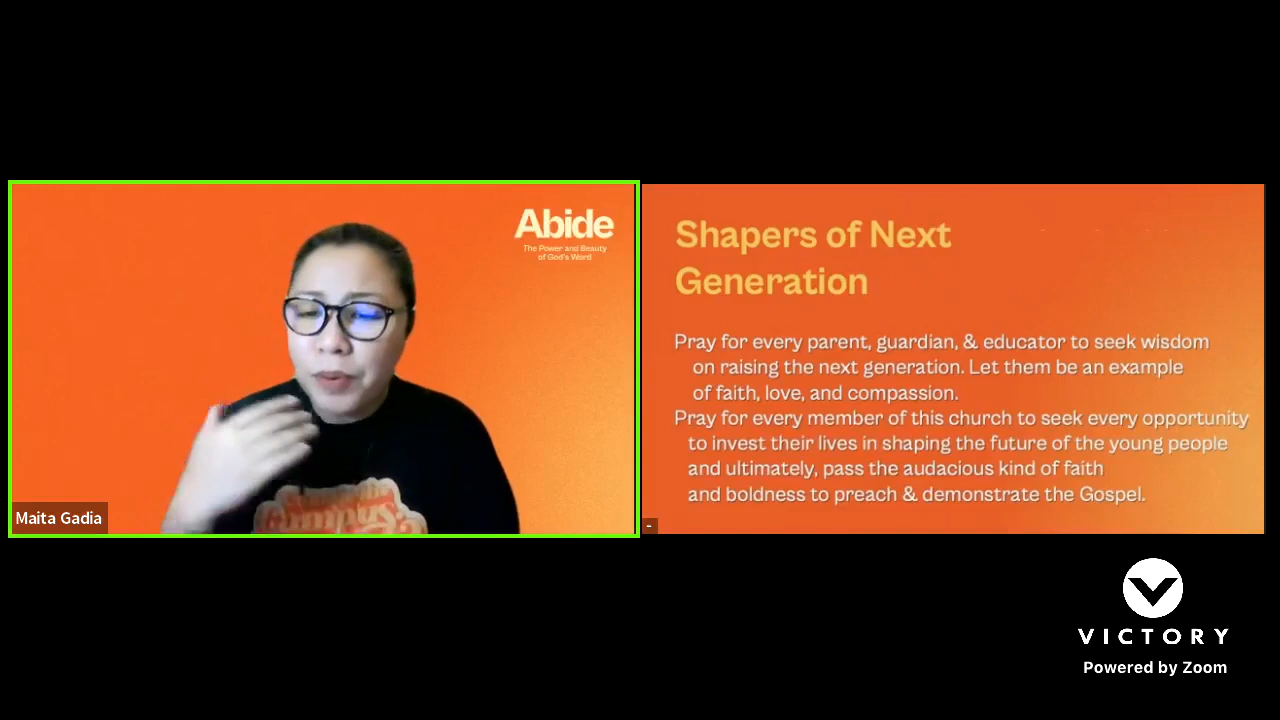 Abide
The Power and Beauty
of God's Word
Maita Gadia
Shapers of Next
Generation
Pray for every parent, guardian, & educator to seek wisdom
on raising the next generation. Let them be an example
of faith, love, and compassion.
Pray for every member of this church to seek every opportunity
to invest their lives in shaping the future of the young people
and ultimately, pass the audacious kind of faith
and boldness to preach & demonstrate the Gospel.
-
VICTORY
Powered by Zoom